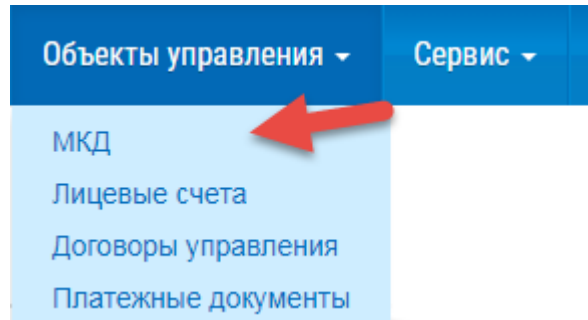 Объекты управления Сервис
МКД
Лицевые счета
Договоры управления
Платежные документы